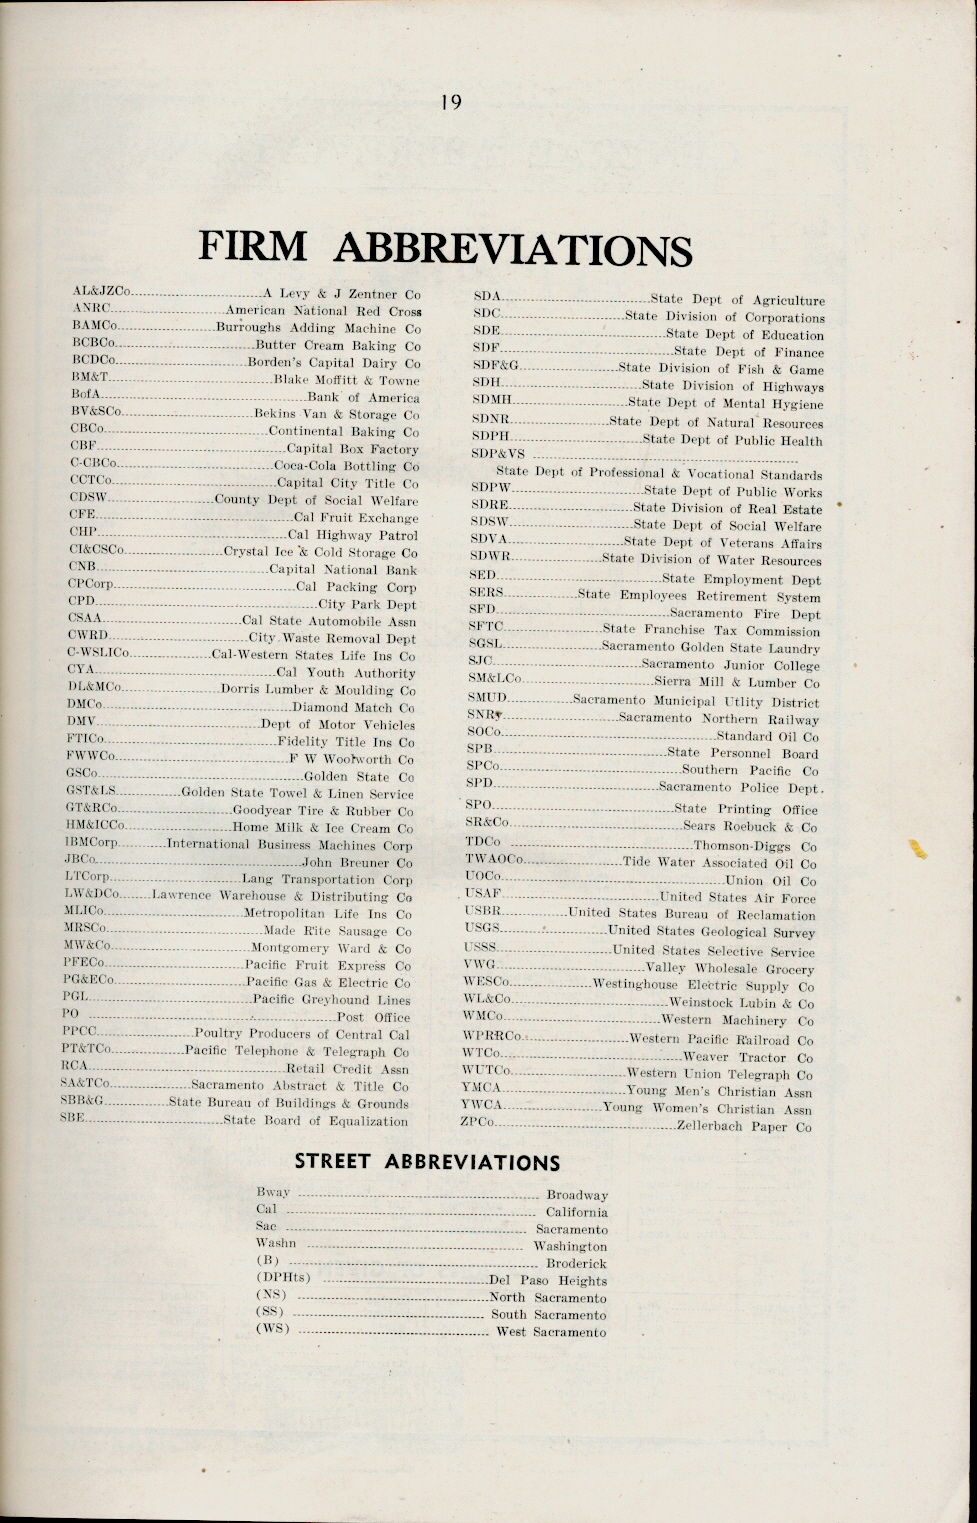 19
FIRM ABBREVIATIONS
AL&JZCo A Levy & J Zentner Co
ANRC American National Red Cross
BAMCo Burroughs Adding Machine Co
BCBCo Butter Cream Baking Co
BCDCo Borden's Capital Dairy Co
BM&T Blake Moffitt & Towne
BofA Bank of America
BV&SCo Bekins Van & Storage Co
CBCo Continental Baking Co
CBF Capital Box Factory
C-CBCo Coca-Cola Bottling Co
CCTCo Capital City Title Co
CDSW County Dept of Social Welfare
CFE Cal Fruit Exchange
CHP Cal Highway Patrol
CI&CSCo Crystal Ice & Cold Storage Co
CNB Capital National Bank
CPCorp Cal Packing Corp
CPD City Park Dept
CSAA Cal State Automobile Assn
CWRD City Waste Removal Dept
C-WSLICo Cal-Western States Life Ins Co
CYA Cal Youth Authority
DL&MCo Dorris Lumber & Moulding Co
DMCo Diamond Match Co
DMV Dept of Motor Vehicles
FTICo Fidelity Title Ins Co
FWWCo F W Woolworth Co
GSCo Golden State Co
GST&LS Golden State Towel & Linen Service
GT&RCo Goodyear Tire & Rubber Co
HM&ICCo Home Milk & Ice Cream Co
IBMCorp International Business Machines Corp
JBCo John Breuner Co
LTCorp Lang Transportation Corp
LW&DCo Lawrence Warehouse & Distributing Co
MLICo Metropolitan Life Ins Co
MRSCo Made Rite Sausage Co
MW&Co Montgomery Ward & Co
PFECo Pacific Fruit Express Co
PG&ECo Pacific Gas & Electric Co
PGL Pacific Greyhound Lines
PO Post Office
PPCC Poultry Producers of Central Cal
PT&TCo Pacific Telephone & Telegraph Co
RCA Retail Credit Assn
SA&TCo Sacramento Abstract & Title Co
SBB&G State Bureau of Buildings & Grounds
SBE State Board of Equalization
SDA State Dept of Agriculture
SDC State Division of Corporations
SDE State Dept of Education
SDF State Dept of Finance
SDF&G State Division of Fish & Game
SDH State Division of Highways
SDMH State Dept of Mental Hygiene
SDNR State Dept of Natural Resources
SDPH State Dept of Public Health
SDP&VS
State Dept of Professional & Vocational Standards
SDPW State Dept of Public Works
SDRE State Division of Real Estate
SDSW State Dept of Social Welfare
SDVA State Dept of Veterans Affairs
SDWR State Division of Water Resources
SED State Employment Dept
SERS State Employees Retirement System
SFD Sacramento Fire Dept
SFTC State Franchise Tax Commission
SGSL Sacramento Golden State Laundry
SJC Sacramento Junior College
SM&LCo Sierra Mill & Lumber Co
SMUD Sacramento Municipal Utlity District
SNRy Sacramento Northern Railway
SOCo Standard Oil Co
SPB State Personnel Board
SPCo Southern Pacific Co
SPD Sacramento Police Dept.
SPO State Printing Office
SR&Co Sears Roebuck & Co
TDCo Thomson-Diggs Co
TWAOCo Tide Water Associated Oil Co
UOCo Union Oil Co
USAF United States Air Force
USBR United States Bureau of Reclamation
USGS United States Geological Survey
USSS United States Selective Service
VWG Valley Wholesale Grocery
WESCo Westinghouse Electric Supply Co
WL&Co Weinstock Lubin & Co
WMCo Western Machinery Co
WPRRCo Western Pacific Railroad Co
WTCo Weaver Tractor Co
WUTCo Western Union Telegraph Co
YMCA Young Men's Christian Assn
YWCA Young Women's Christian Assn
ZPCo Zellerbach Paper Co
STREET ABBREVIATIONS
Bway Broadway
Cal California
Sac Sacramento
Washn Washington
(B) Broderick
(DPHts) Del Paso Heights
(NS) North Sacramento
(SS) South Sacramento
(WS) West Sacramento